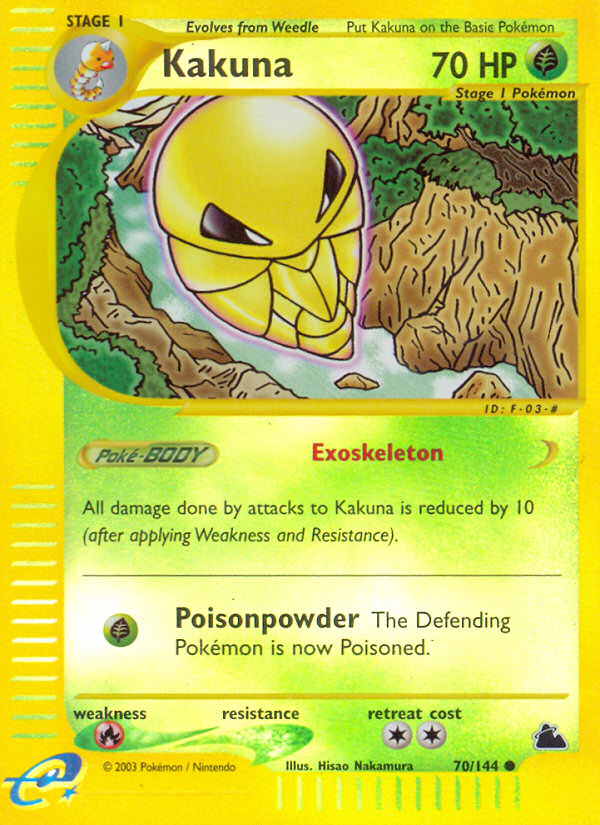 STAGE 1 Evolves from Weedle Put Kakuna on the Basic Pokémon
Kakuna 70 HP
Stage 1 Pokémon
ID: F-03-#
Poké-BODY Exoskeleton
All damage done by attacks to Kakuna is reduced by 10
(after applying Weakness and Resistance).
Poisonpowder The Defending
Pokémon is now Poisoned.
weakness resistance retreat cost
© 2003 Pokémon / Nintendo Illus. Hisao Nakamura 70/144